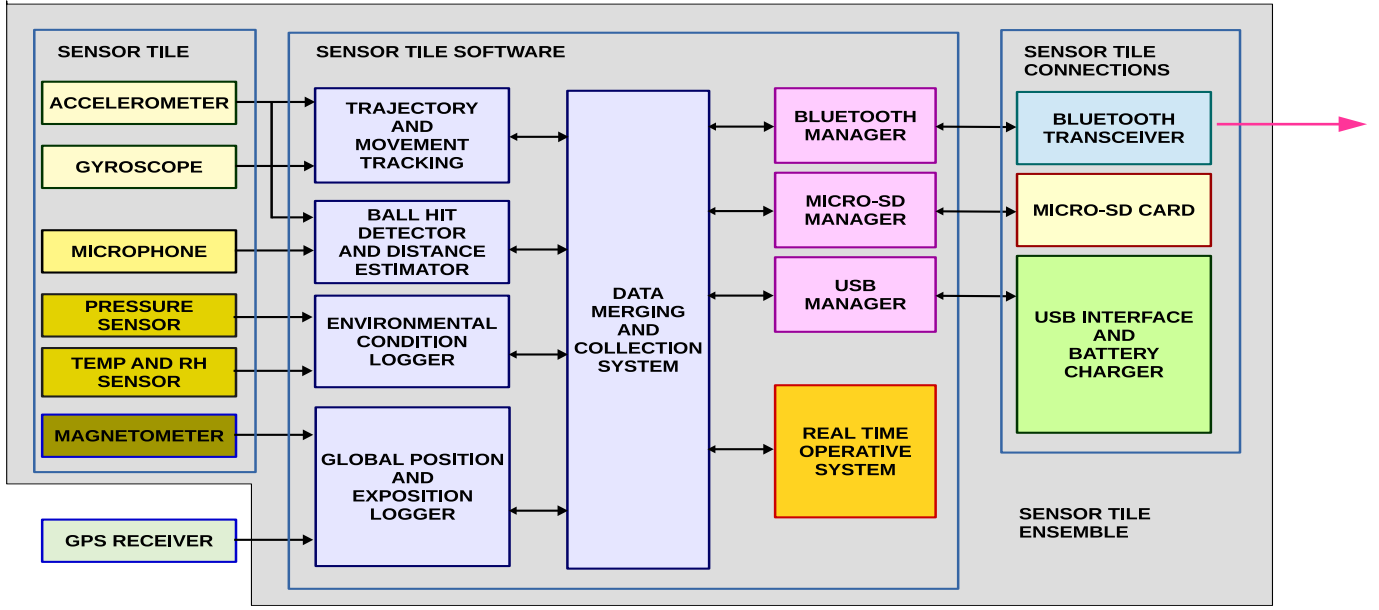 SENSOR TILE
ACCELEROMETER
GYROSCOPE
MICROPHONE
PRESSURE
SENSOR
TEMP AND RH
SENSOR
MAGNETOMETER
GPS RECEIVER
SENSOR TILE SOFTWARE
TRAJECTORY
AND
MOVEMENT
TRACKING
BALL HIT
DETECTOR
AND DISTANCE
ESTIMATOR
ENVIRONMENTAL
CONDITION
LOGGER
GLOBAL POSITION
AND
EXPOSITION
LOGGER
DATA
MERGING
AND
COLLECTION
SYSTEM
BLUETOOTH
MANAGER
MICRO-SD
MANAGER
USB
MANAGER
REAL TIME
OPERATIVE
SYSTEM
SENSOR TILE
CONNECTIONS
BLUETOOTH
TRANSCEIVER
MICRO-SD CARD
USB INTERFACE
AND
BATTERY
CHARGER
SENSOR TILE
ENSEMBLE